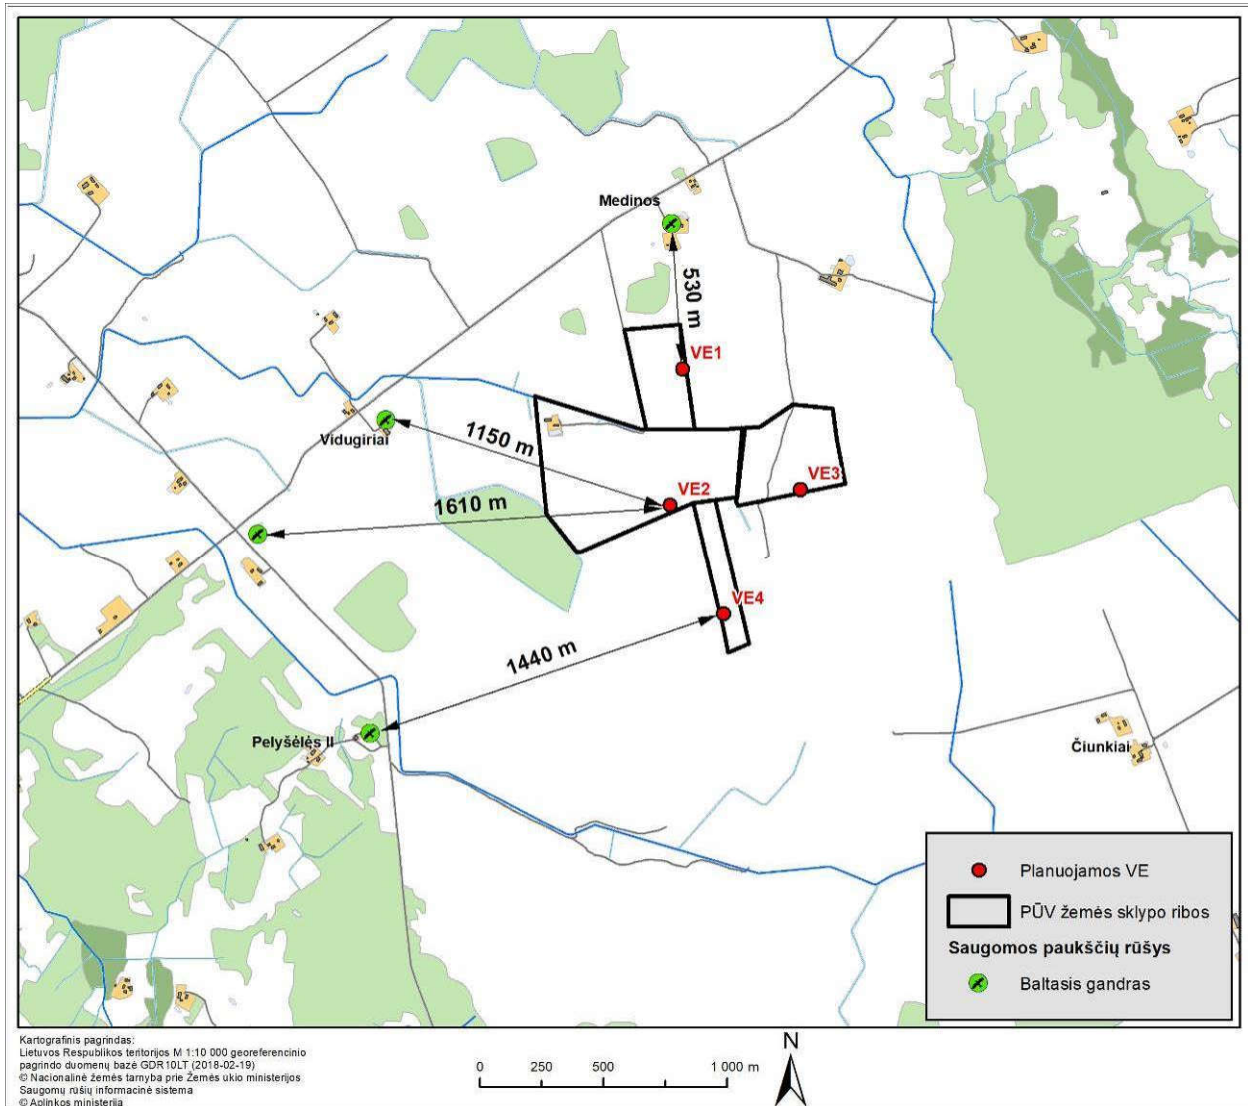 Medinos
530 m
VE1
1150 m
Vidugiriai
VE3
VE2
1610 m
VE4
1440 m
Pelyšėlės II
Čiunkiai
Planuojamos VE
PŪV žemės sklypo ribos
Saugomos paukščių rūšys
Baltasis gandras
Kartografinis pagrindas:
Lietuvos Respublikos teritorijos M 1:10 000 georeferencinio
pagrindo duomenų bazė GDR10LT (2018-02-19)
© Nacionalinė žemės tarnyba prie Žemės ūkio ministerijos
Saugomų rūšių informacinė sistema
© Aplinkos ministerija
0 250 500 1 000 m
N